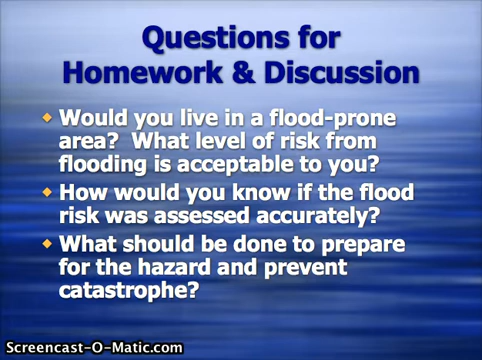 Questions for
Homework & Discussion
Would you live in a flood-prone
area? What level of risk from
flooding is acceptable to you?
How would you know if the flood
risk was assessed accurately?
What should be done to prepare
for the hazard and prevent
catastrophe?
Screencast-O-Matic.com